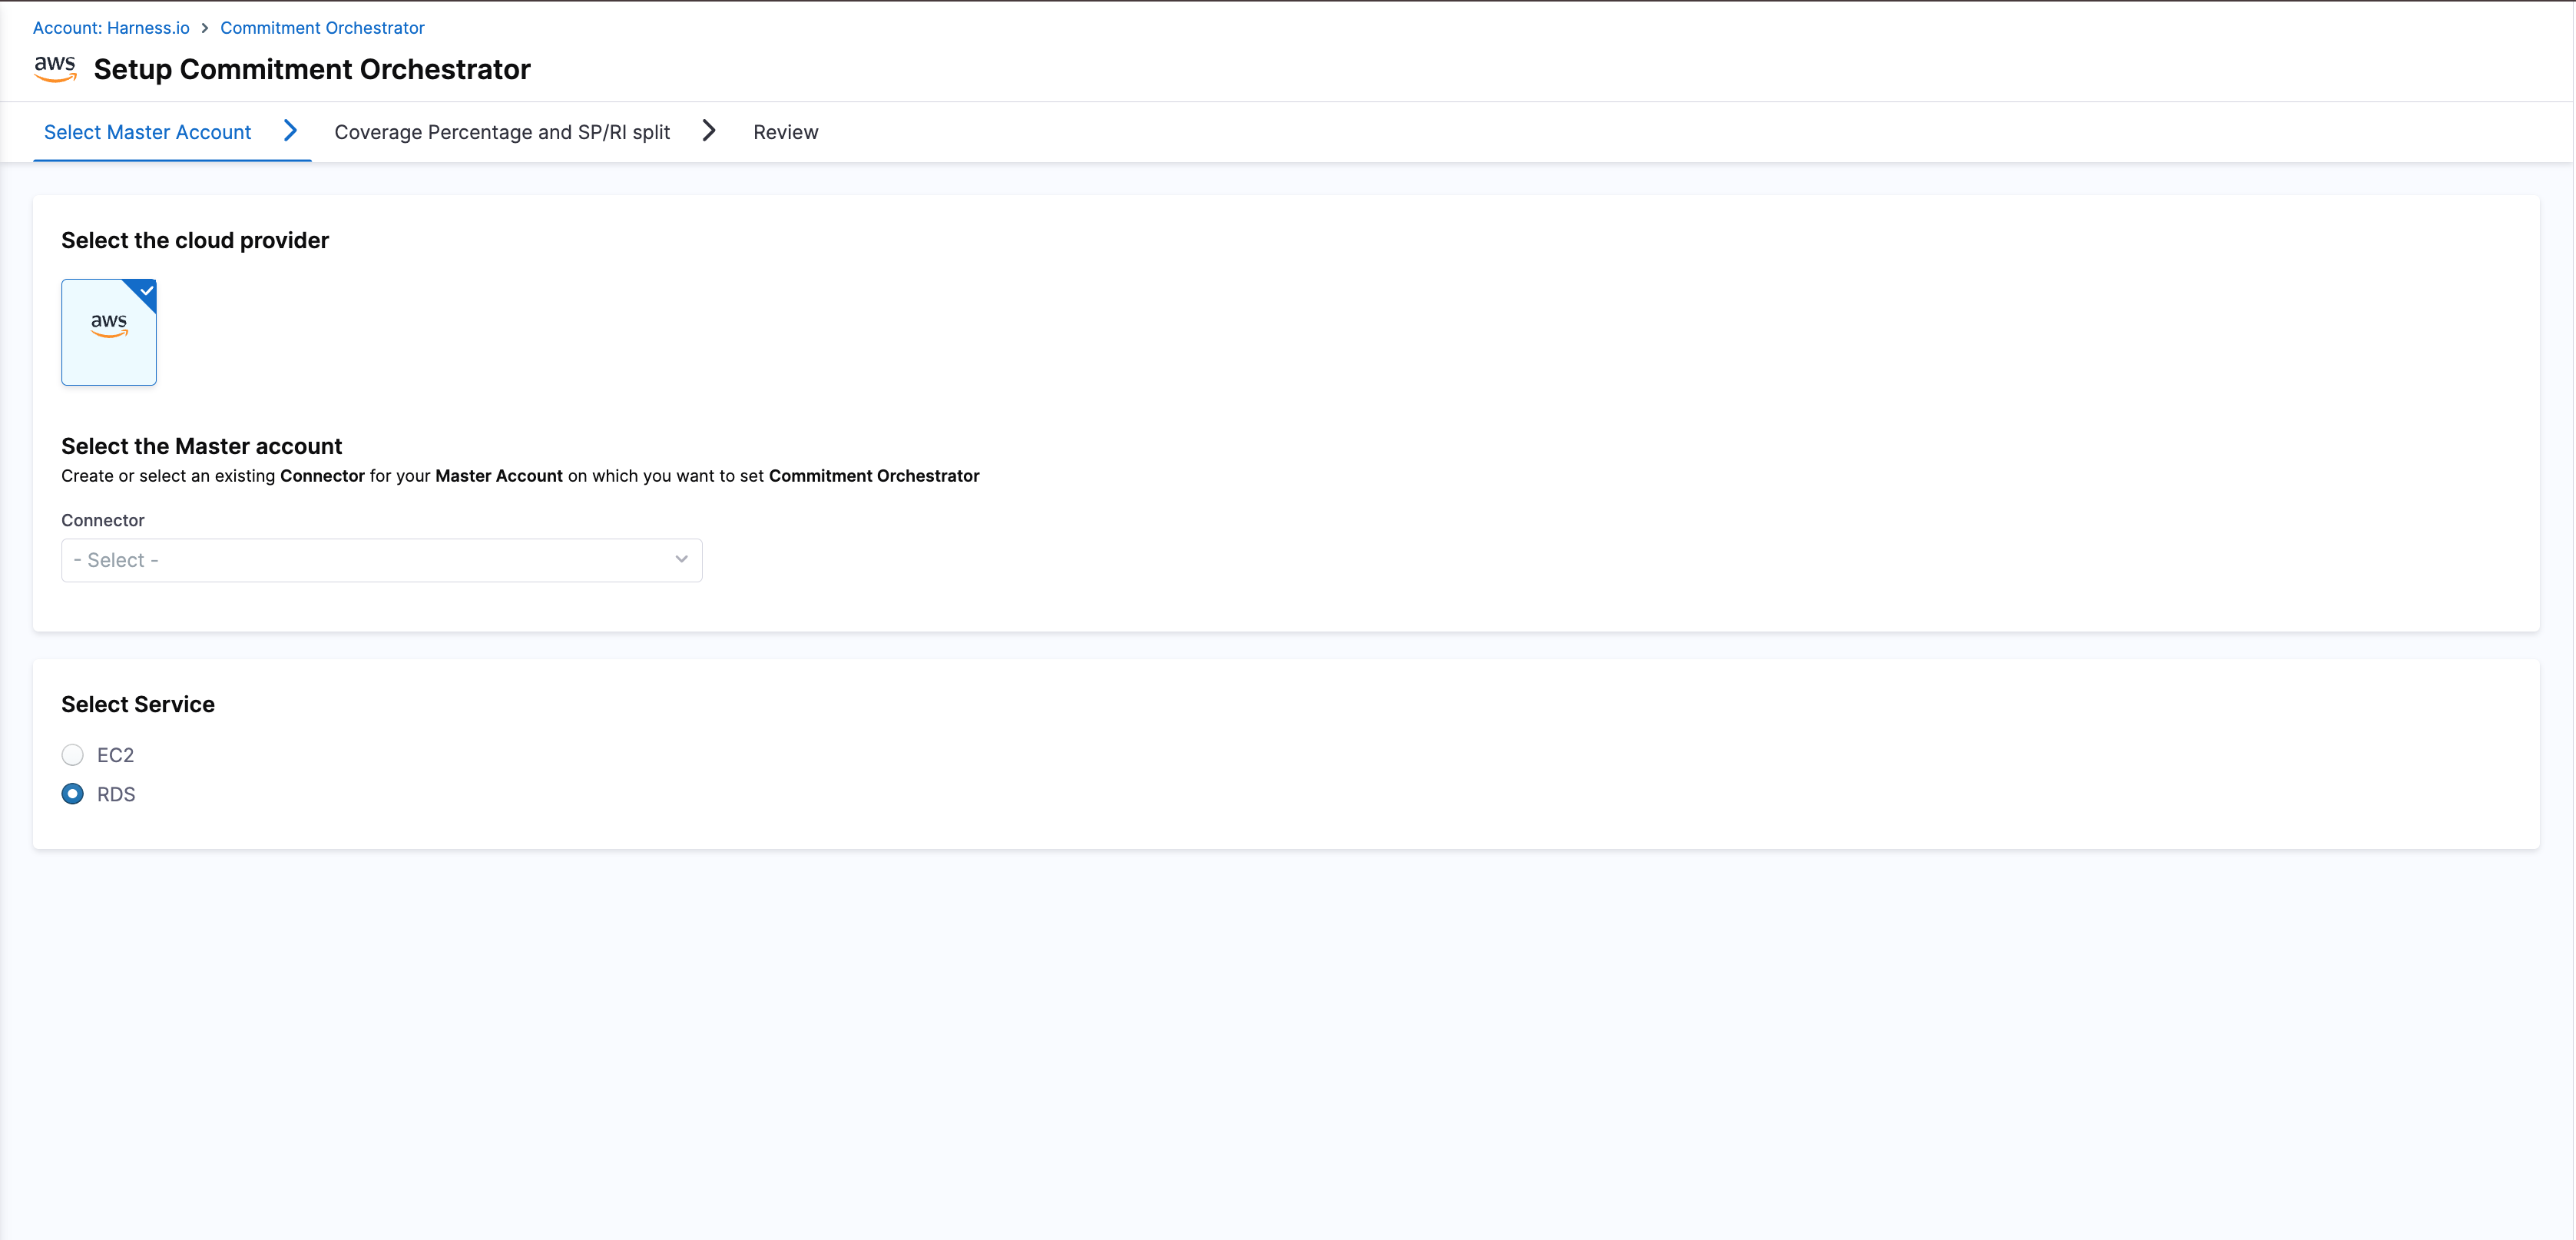 Account: Harness.io > Commitment Orchestrator
aws Setup Commitment Orchestrator
Select Master Account Coverage Percentage and SP/RI split Review
Select the cloud provider
aws
Select the Master account
Create or select an existing Connector for your Master Account on which you want to set Commitment Orchestrator
Connector
- Select -
Select Service
EC2
RDS